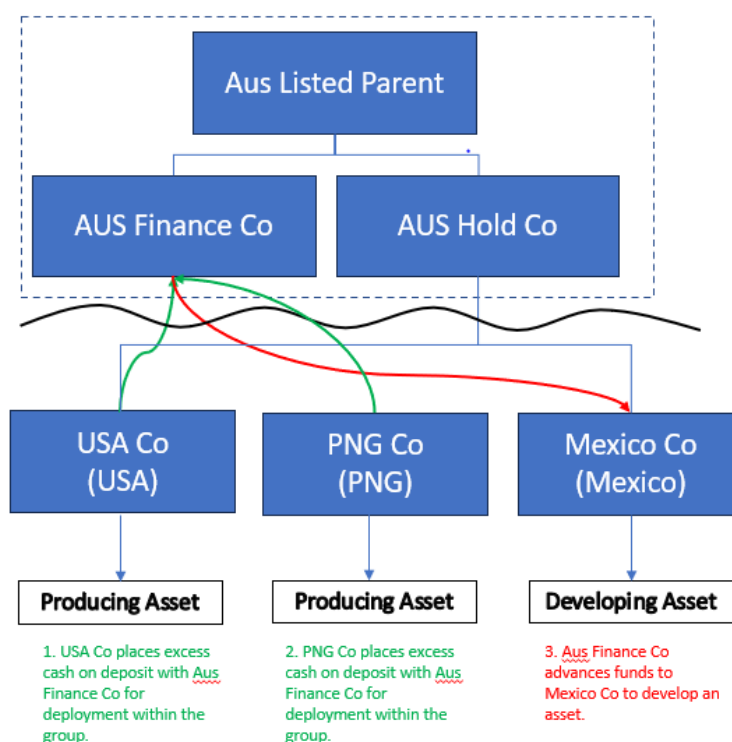 Aus Listed Parent
AUS Finance Co
AUS Hold Co
USA Co
(USA)
PNG Co
(PNG)
Mexico Co
(Mexico)
Producing Asset
Producing Asset
Developing Asset
1. USA Co places excess
cash on deposit with Aus
Finance Co for
deployment within the
group.
2. PNG Co places excess
cash on deposit with Aus
Finance Co for
deployment within the
group.
3. Aus Finance Co
advances funds to
Mexico Co to develop an
asset.